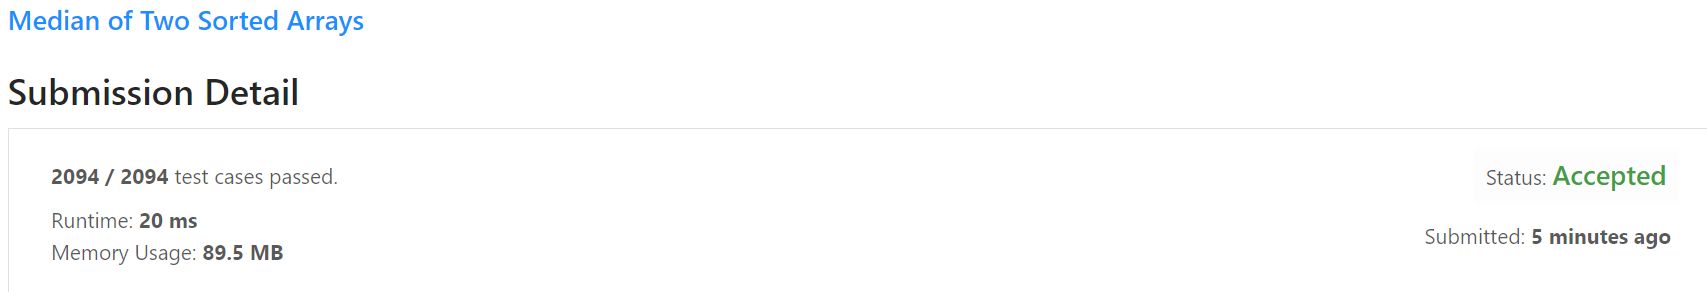 Median of Two Sorted Arrays
Submission Detail
2094 / 2094 test cases passed.
Status: Accepted
Runtime: 20 ms
Submitted: 5 minutes ago
Memory Usage: 89.5 MB